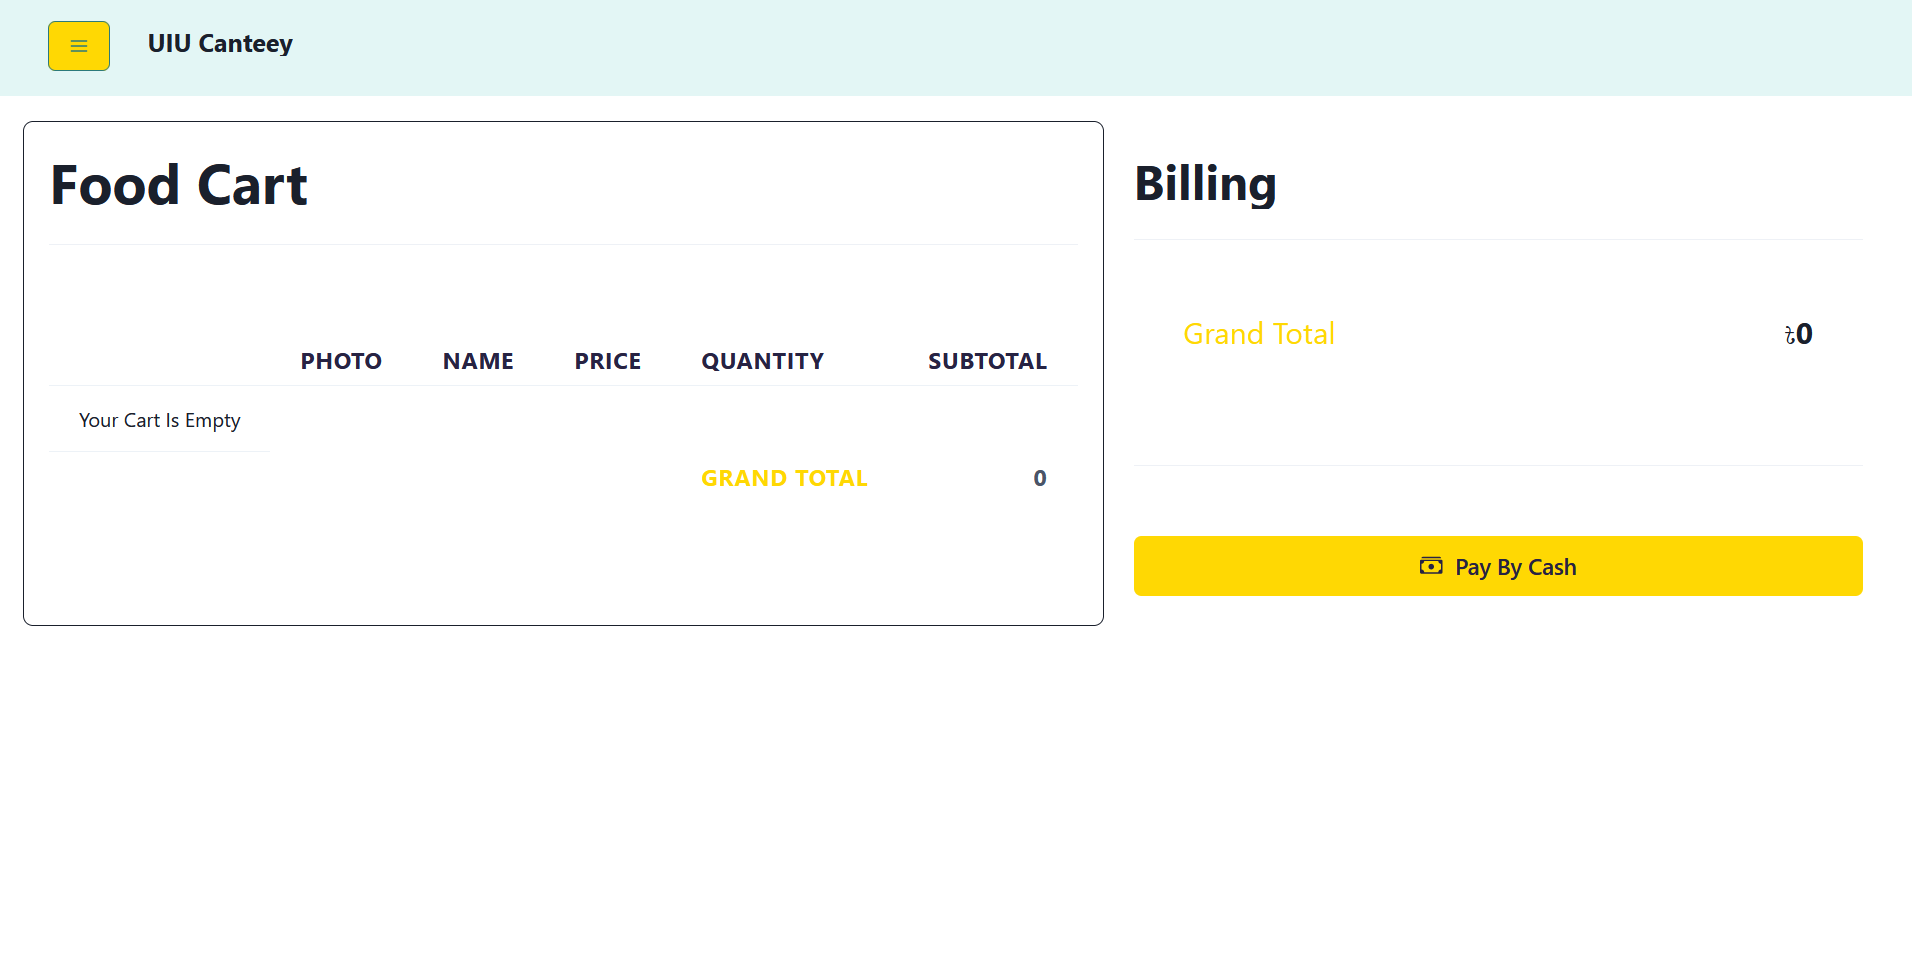 UIU Canteey
Food Cart
PHOTO NAME PRICE QUANTITY SUBTOTAL
Your Cart Is Empty
GRAND TOTAL 0
Billing
Grand Total ৳0
Pay By Cash